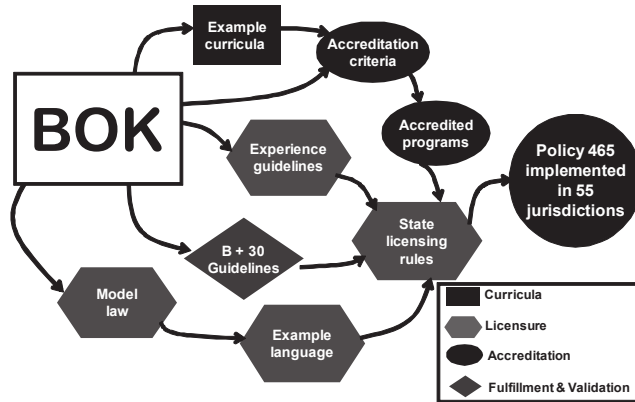 Example
curricula
Accreditation
criteria
BOK
Accredited
programs
Experience
guidelines
Policy 465
implemented
in 55
jurisdictions
State
licensing
rules
B + 30
Guidelines
Model
law
Example
language
Curricula
Licensure
Accreditation
Fulfillment & Validation